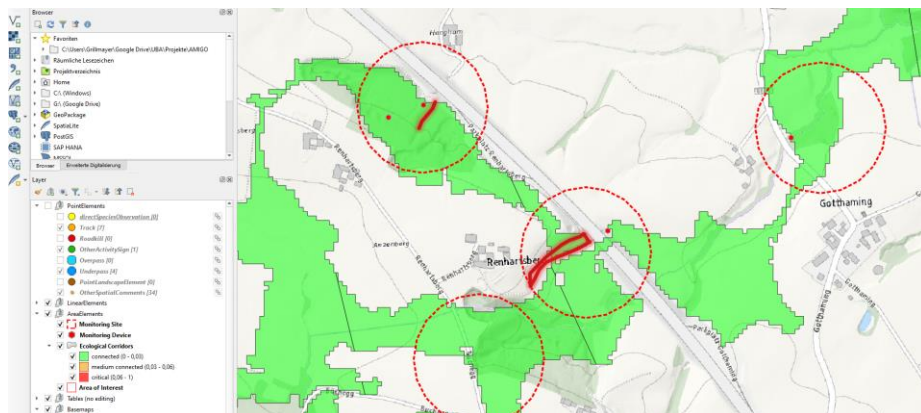 Browser
Favoriten
C:\Users\Grillmayer\Google Drive\UBA\Projekte\AMIGO
Räumliche Lesezeichen
Projektverzeichnis
Home
C:\ (Windows)
G:\ (Google Drive)
GeoPackage
SpatiaLite
PostGIS
SAP HANA
MSSQL
Browser
Erweiterte Digitalisierung
Layer
PointElements
directSpeciesObservation [0]
Track [7]
Roadkill [0]
OtherActivitySign [1]
Overpass [0]
Underpass [4]
PointLandscapeElement [0]
OtherSpatialComments [34]
LinearElements
AreaElements
Monitoring Site
Monitoring Device
Ecological Corridors
connected (0 - 0,03)
medium connected (0,03 - 0,06)
critical (0,06 - 1)
Area of Interest
Tables (no editing)
Basemaps
Renhartsberg
Gotthaming
Gotthaming